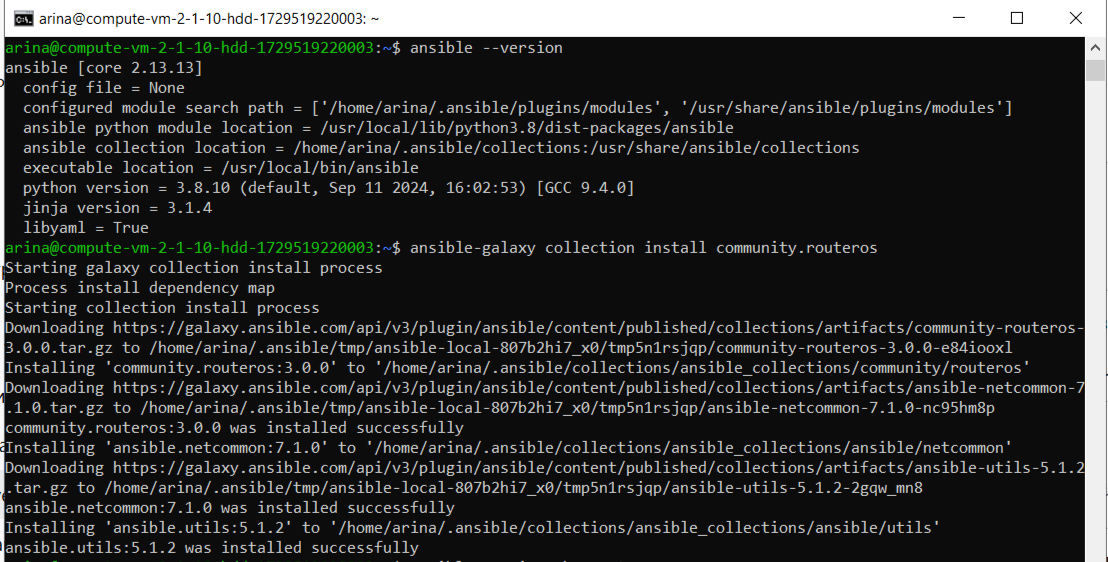 arina@compute-vm-2-1-10-hdd-1729519220003: ~
arina@compute-vm-2-1-10-hdd-1729519220003:~$ ansible --version
ansible [core 2.13.13]
  config file = None
  configured module search path = ['/home/arina/.ansible/plugins/modules', '/usr/share/ansible/plugins/modules']
  ansible python module location = /usr/local/lib/python3.8/dist-packages/ansible
  ansible collection location = /home/arina/.ansible/collections:/usr/share/ansible/collections
  executable location = /usr/local/bin/ansible
  python version = 3.8.10 (default, Sep 11 2024, 16:02:53) [GCC 9.4.0]
  jinja version = 3.1.4
  libyaml = True
arina@compute-vm-2-1-10-hdd-1729519220003:~$ ansible-galaxy collection install community.routeros
Starting galaxy collection install process
Process install dependency map
Starting collection install process
Downloading https://galaxy.ansible.com/api/v3/plugin/ansible/content/published/collections/artifacts/community-routeros-
3.0.0.tar.gz to /home/arina/.ansible/tmp/ansible-local-807b2hi7_x0/tmp5n1rsjqp/community-routeros-3.0.0-e84iooxl
Installing 'community.routeros:3.0.0' to '/home/arina/.ansible/collections/ansible_collections/community/routeros'
Downloading https://galaxy.ansible.com/api/v3/plugin/ansible/content/published/collections/artifacts/ansible-netcommon-7
.1.0.tar.gz to /home/arina/.ansible/tmp/ansible-local-807b2hi7_x0/tmp5n1rsjqp/ansible-netcommon-7.1.0-nc95hm8p
community.routeros:3.0.0 was installed successfully
Installing 'ansible.netcommon:7.1.0' to '/home/arina/.ansible/collections/ansible_collections/ansible/netcommon'
Downloading https://galaxy.ansible.com/api/v3/plugin/ansible/content/published/collections/artifacts/ansible-utils-5.1.2
.tar.gz to /home/arina/.ansible/tmp/ansible-local-807b2hi7_x0/tmp5n1rsjqp/ansible-utils-5.1.2-2gqw_mn8
ansible.netcommon:7.1.0 was installed successfully
Installing 'ansible.utils:5.1.2' to '/home/arina/.ansible/collections/ansible_collections/ansible/utils'
ansible.utils:5.1.2 was installed successfully